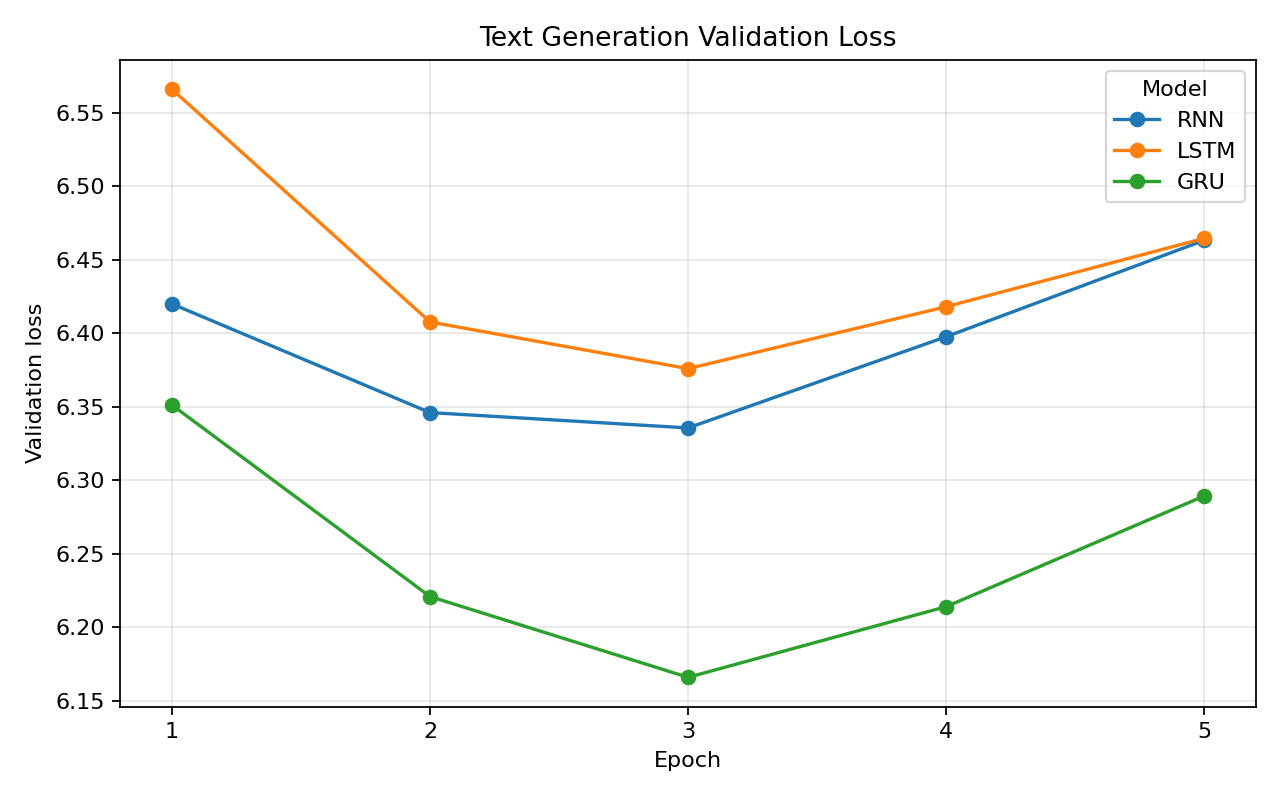 Text Generation Validation Loss
Model
RNN
LSTM
GRU
6.55
6.50
6.45
6.40
6.35
6.30
6.25
6.20
6.15
Validation loss
1 2 3 4 5
Epoch